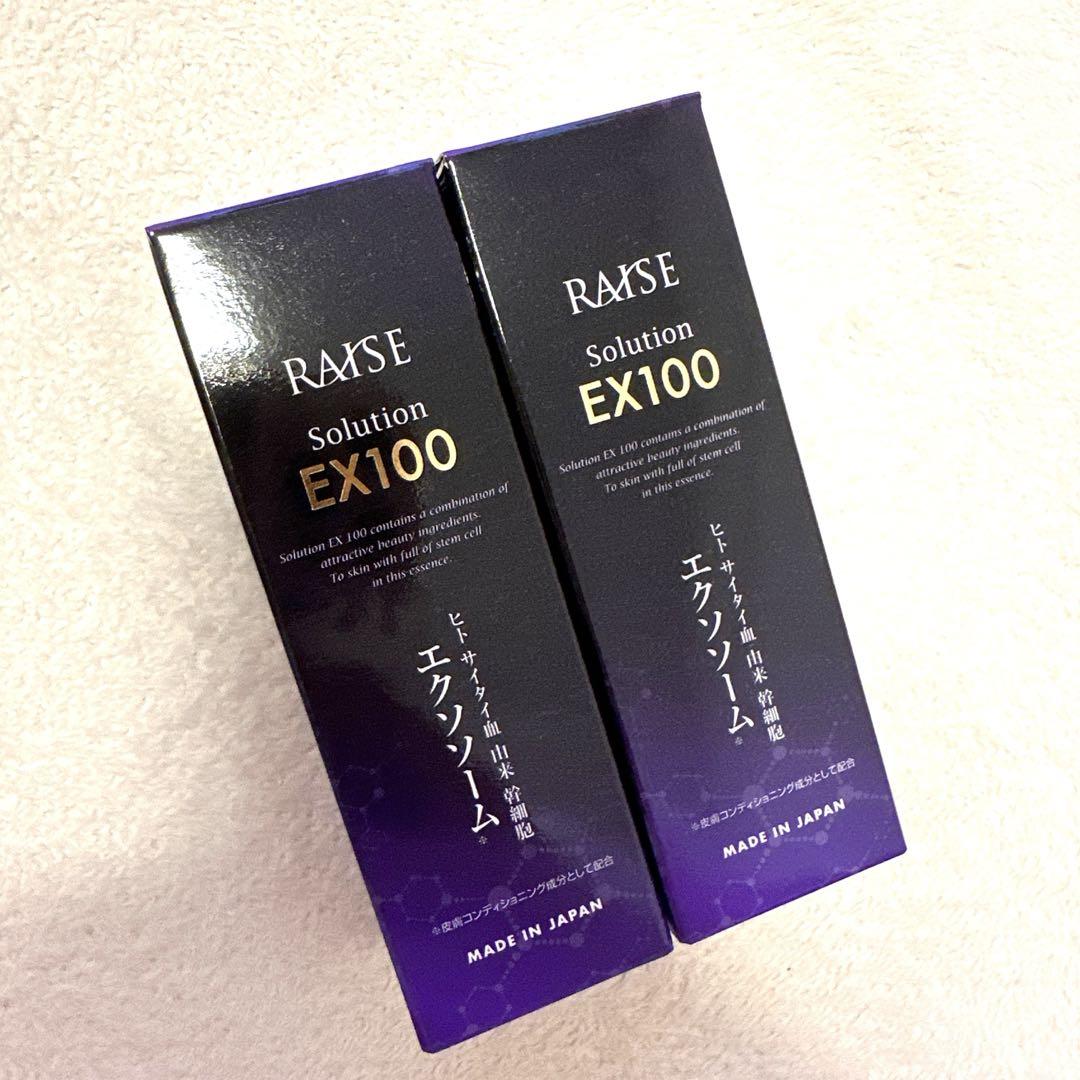 RAISE
Solution
EX100
Solution EX 100 contains a combination of
attractive beauty ingredients.
To skin with full of stem cell
in this essence.
ヒト サイタイ血 由来 幹細胞
エクソソーム※
※皮膚コンディショニング成分として配合
MADE IN JAPAN
RAISE
Solution
EX100
Solution EX 100 contains a combination of
attractive beauty ingredients.
To skin with full of stem cell
in this essence.
ヒト サイタイ血 由来 幹細胞
エクソソーム※
※皮膚コンディショニング成分として配合
MADE IN JAPAN